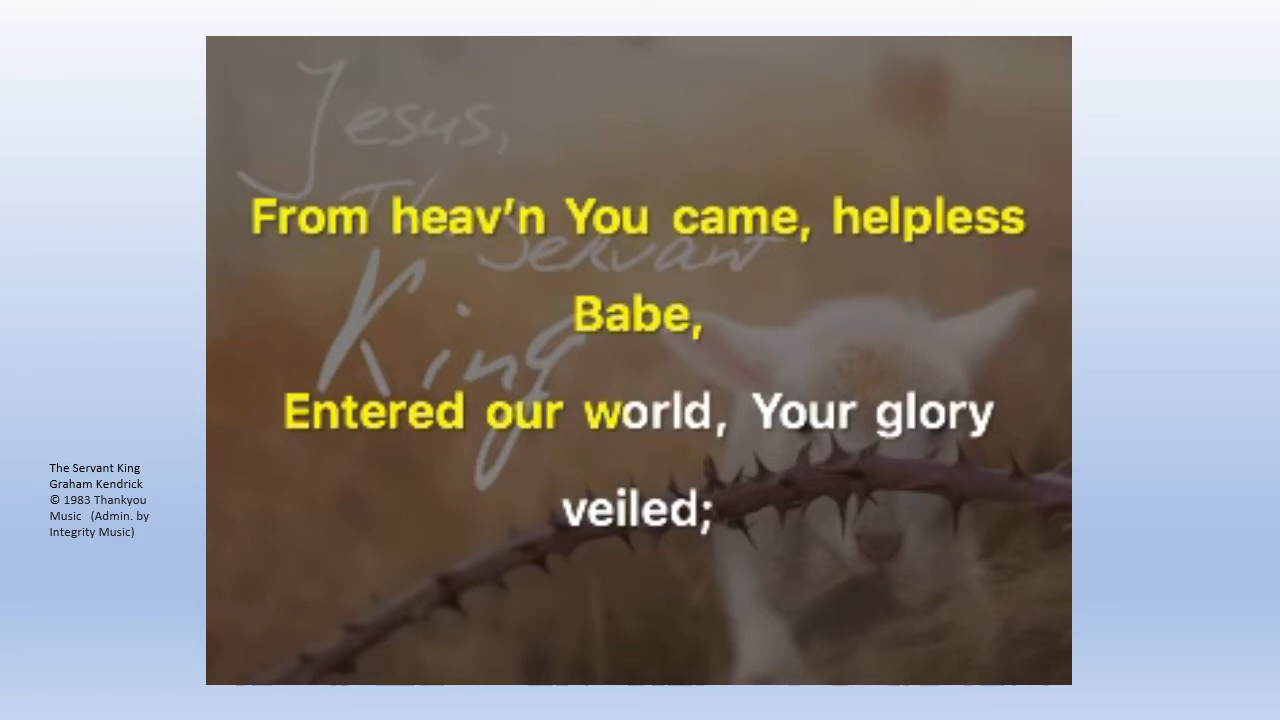 Jesus,
The Servant
King
From heav’n You came, helpless
Babe,
Entered our world, Your glory
veiled;
The Servant King
Graham Kendrick
© 1983 Thankyou
Music (Admin. by
Integrity Music)